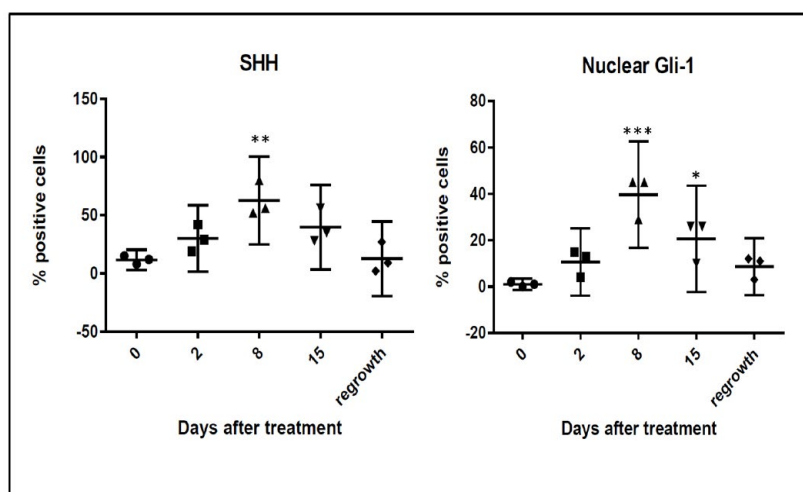 SHH
150
100
50
0
-50
% positive cells
**
0
2
8
15
regrowth
Days after treatment
Nuclear Gli-1
80
60
40
20
0
-20
% positive cells
***
*
0
2
8
15
regrowth
Days after treatment